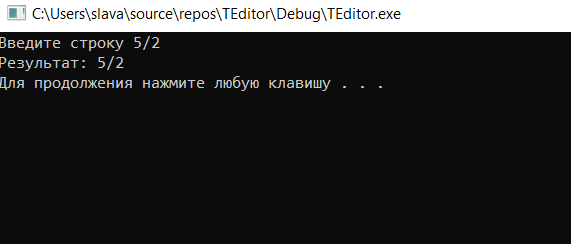 C:\Users\slava\source\repos\TEditor\Debug\TEditor.exe
Введите строку 5/2
Результат: 5/2
Для продолжения нажмите любую клавишу . . .